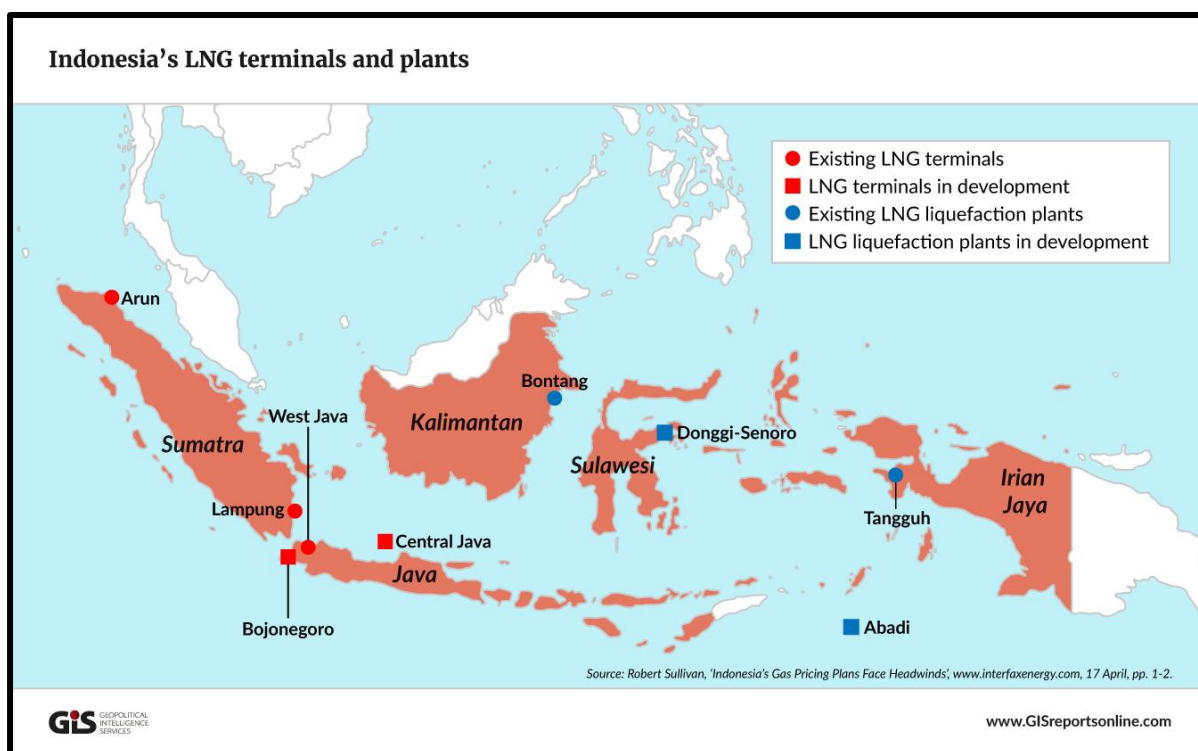 Indonesia’s LNG terminals and plants
Existing LNG terminals
LNG terminals in development
Existing LNG liquefaction plants
LNG liquefaction plants in development
Arun
Bontang
West Java
Kalimantan
Donggi-Senoro
Sumatra
Sulawesi
Irian
Jaya
Lampung
Tangguh
Central Java
Java
Bojonegoro
Abadi
Source: Robert Sullivan, ‘Indonesia’s Gas Pricing Plans Face Headwinds’, www.interfaxenergy.com, 17 April, pp. 1-2.
GIS
GEOPOLITICAL
INTELLIGENCE
SERVICES
www.GISreportsonline.com